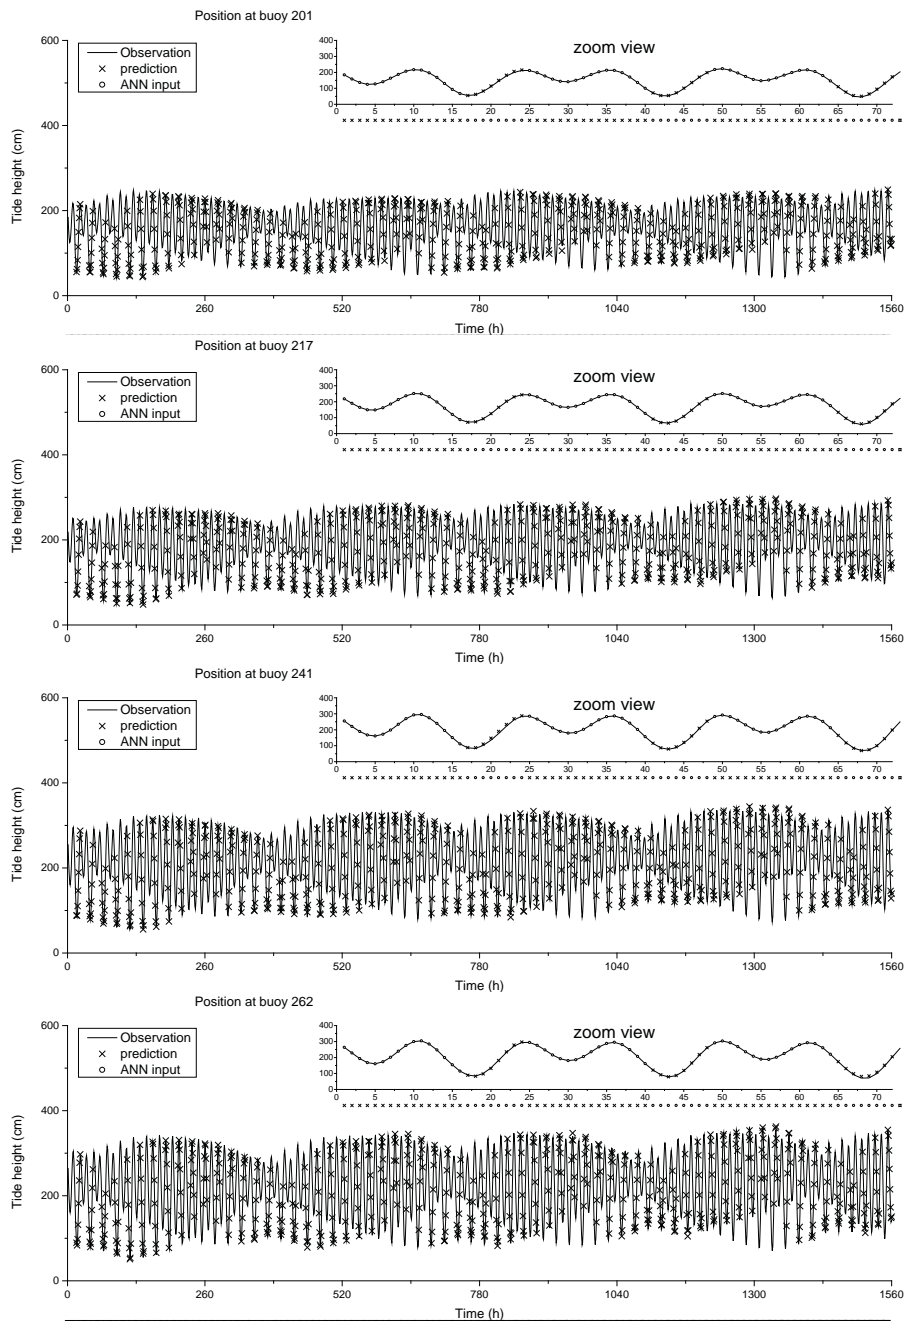 Position at buoy 201
600
400
200
0
Tide height (cm)
Observation
prediction
ANN input
zoom view
400
300
200
100
0
0 5 10 15 20 25 30 35 40 45 50 55 60 65 70
0 260 520 780 1040 1300 1560
Time (h)
Position at buoy 217
600
400
200
0
Tide height (cm)
Observation
prediction
ANN input
zoom view
400
300
200
100
0
0 5 10 15 20 25 30 35 40 45 50 55 60 65 70
0 260 520 780 1040 1300 1560
Time (h)
Position at buoy 241
600
400
200
0
Tide height (cm)
Observation
prediction
ANN input
zoom view
400
300
200
100
0
0 5 10 15 20 25 30 35 40 45 50 55 60 65 70
0 260 520 780 1040 1300 1560
Time (h)
Position at buoy 262
600
400
200
0
Tide height (cm)
Observation
prediction
ANN input
zoom view
400
300
200
100
0
0 5 10 15 20 25 30 35 40 45 50 55 60 65 70
0 260 520 780 1040 1300 1560
Time (h)